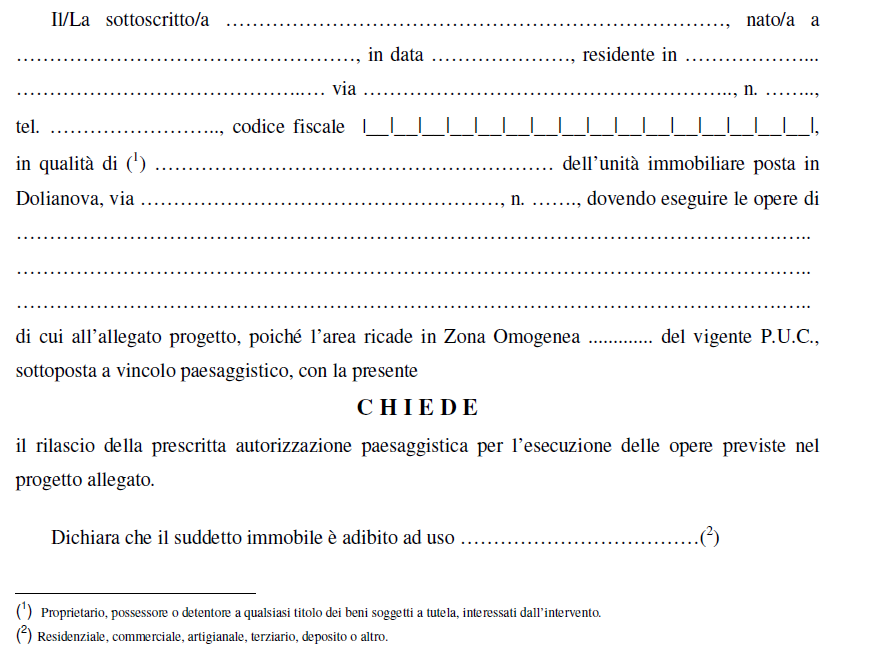 Il/La sottoscritto/a …………………………………………………………………, nato/a a
……………………………………………, in data …………………, residente in ………………...
……………………………………..… via ……………………………………………….., n. ……..,
tel. …………………….., codice fiscale |__|__|__|__|__|__|__|__|__|__|__|__|__|__|__|__|,
in qualità di (¹) …………………………………………………… dell’unità immobiliare posta in
Dolianova, via ………………………………………………, n. ……., dovendo eseguire le opere di
………………………………………………………………………………………………………..
………………………………………………………………………………………………………..
………………………………………………………………………………………………………..
di cui all’allegato progetto, poiché l’area ricade in Zona Omogenea ............. del vigente P.U.C.,
sottoposta a vincolo paesaggistico, con la presente
C H I E D E
il rilascio della prescritta autorizzazione paesaggistica per l’esecuzione delle opere previste nel
progetto allegato.
Dichiara che il suddetto immobile è adibito ad uso ………………………………(²)
(¹) Proprietario, possessore o detentore a qualsiasi titolo dei beni soggetti a tutela, interessati dall’intervento.
(²) Residenziale, commerciale, artigianale, terziario, deposito o altro.